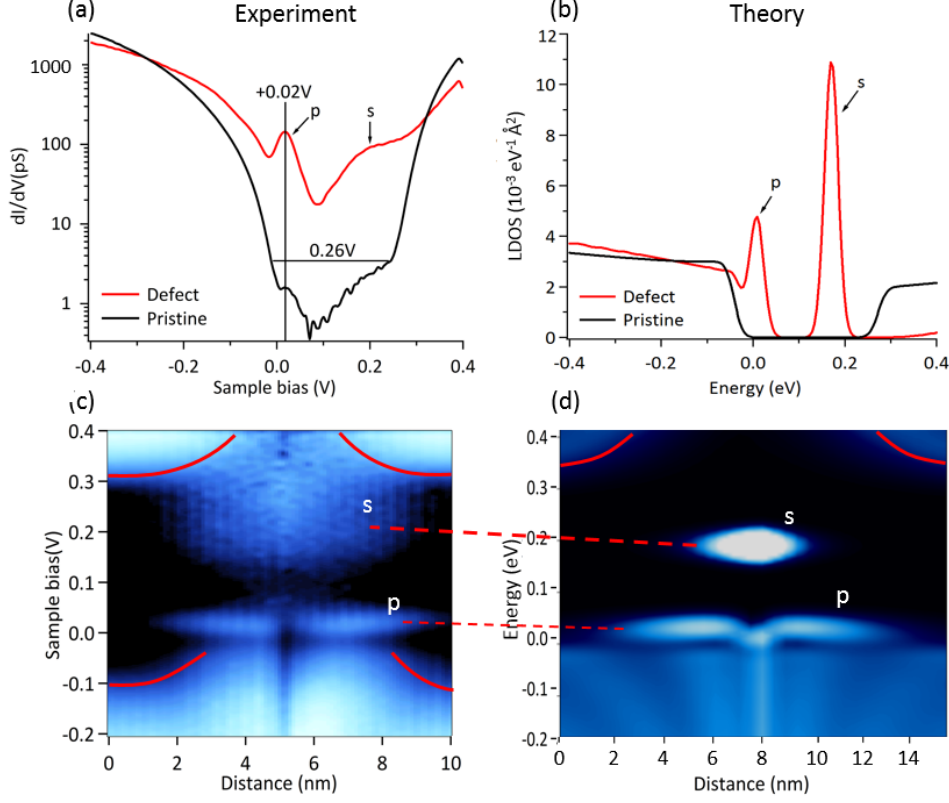 (a) Experiment
1000
100
10
1
dI/dV(pS)
+0.02V
p
s
0.26V
Defect
Pristine
-0.4 -0.2 0.0 0.2 0.4
Sample bias (V)
(b) Theory
12
10
8
6
4
2
0
LDOS (10⁻³ eV⁻¹ Å²)
s
p
Defect
Pristine
-0.4 -0.2 0.0 0.2 0.4
Energy (eV)
(c)
0.4
0.3
0.2
0.1
0.0
-0.1
-0.2
Sample bias(V)
s
p
0 2 4 6 8 10
Distance (nm)
(d)
0.4
0.3
0.2
0.1
0.0
-0.1
-0.2
Energy (eV)
s
p
0 2 4 6 8 10 12 14
Distance (nm)